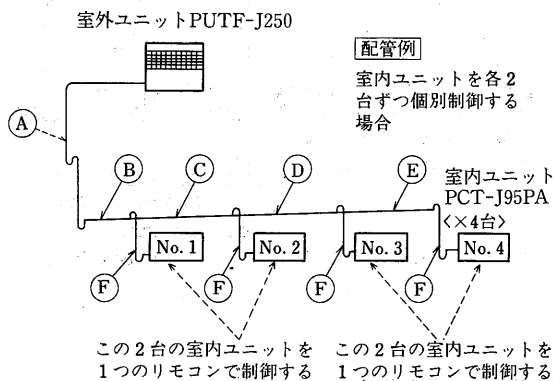 室外ユニットPUTF-J250
配管例
室内ユニットを各2
台ずつ個別制御する
場合
A
B
C
D
E
室内ユニット
PCT-J95PA
〈×4台〉
No. 1
No. 2
No. 3
No. 4
F
F
F
F
この2台の室内ユニットを
1つのリモコンで制御する
この2台の室内ユニットを
1つのリモコンで制御する